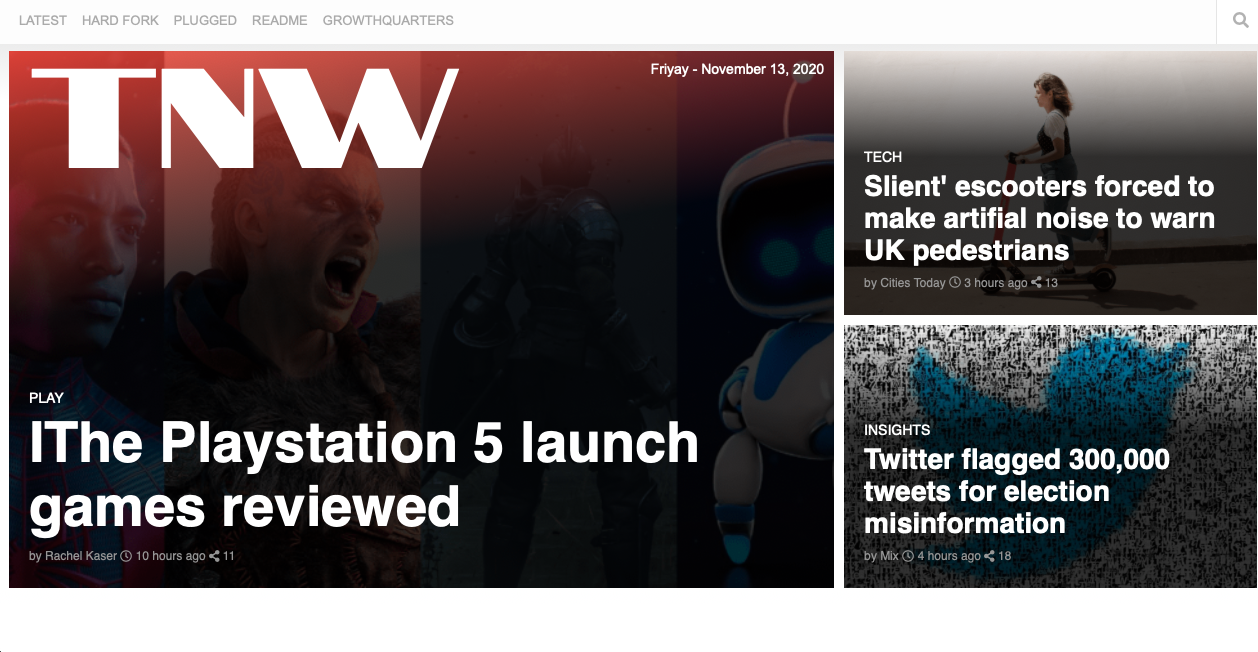 LATEST HARD FORK PLUGGED README GROWTHQUARTERS
TNW
Friyay - November 13, 2020
PLAY
IThe Playstation 5 launch
games reviewed
by Rachel Kaser 10 hours ago 11
TECH
Slient' escooters forced to
make artifial noise to warn
UK pedestrians
by Cities Today 3 hours ago 13
INSIGHTS
Twitter flagged 300,000
tweets for election
misinformation
by Mix 4 hours ago 18